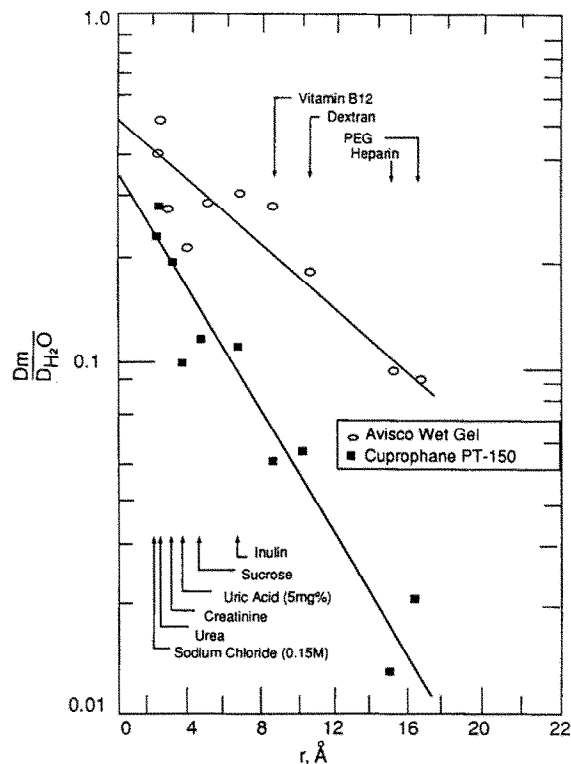 1.0
0.1
0.01
Dm
D_H2O
Vitamin B12
Dextran
PEG
Heparin
Avisco Wet Gel
Cuprophane PT-150
Inulin
Sucrose
Uric Acid (5mg%)
Creatinine
Urea
Sodium Chloride (0.15M)
0 4 8 12 16 20 22
r, Å